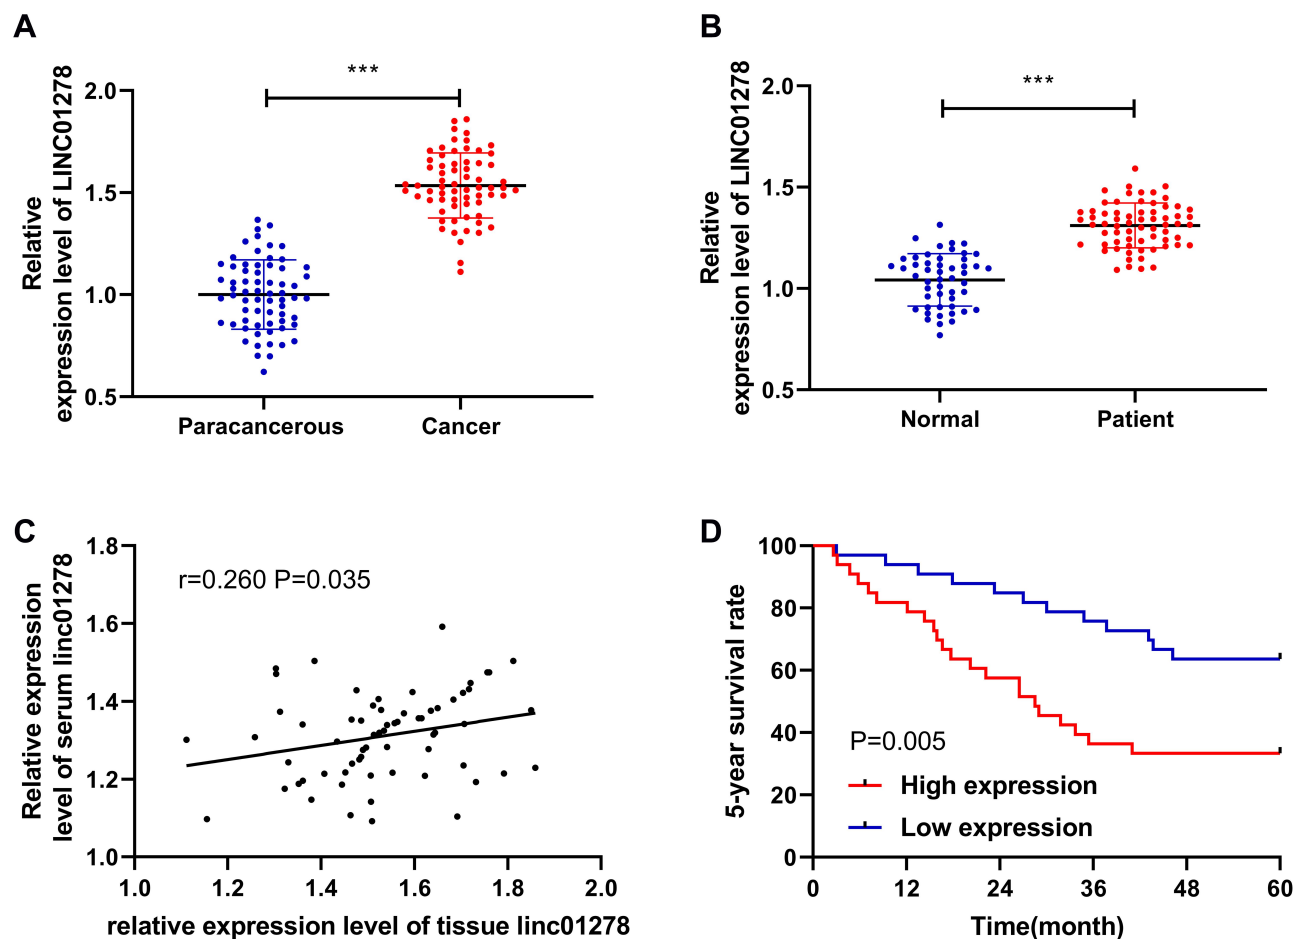 A
Relative
expression level of LINC01278
2.0
1.5
1.0
0.5
***
Paracancerous
Cancer
B
Relative
expression level of LINC01278
2.0
1.5
1.0
0.5
***
Normal
Patient
C
Relative expression
level of serum linc01278
1.8
1.6
1.4
1.2
1.0
r=0.260 P=0.035
1.0
1.2
1.4
1.6
1.8
2.0
relative expression level of tissue linc01278
D
5-year survival rate
100
80
60
40
20
0
P=0.005
High expression
Low expression
0
12
24
36
48
60
Time(month)